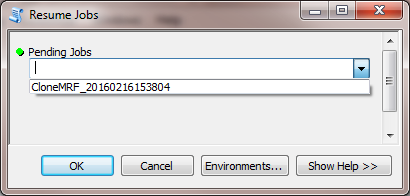 Resume Jobs
Pending Jobs
CloneMRF_20160216153804
OK
Cancel
Environments...
Show Help >>